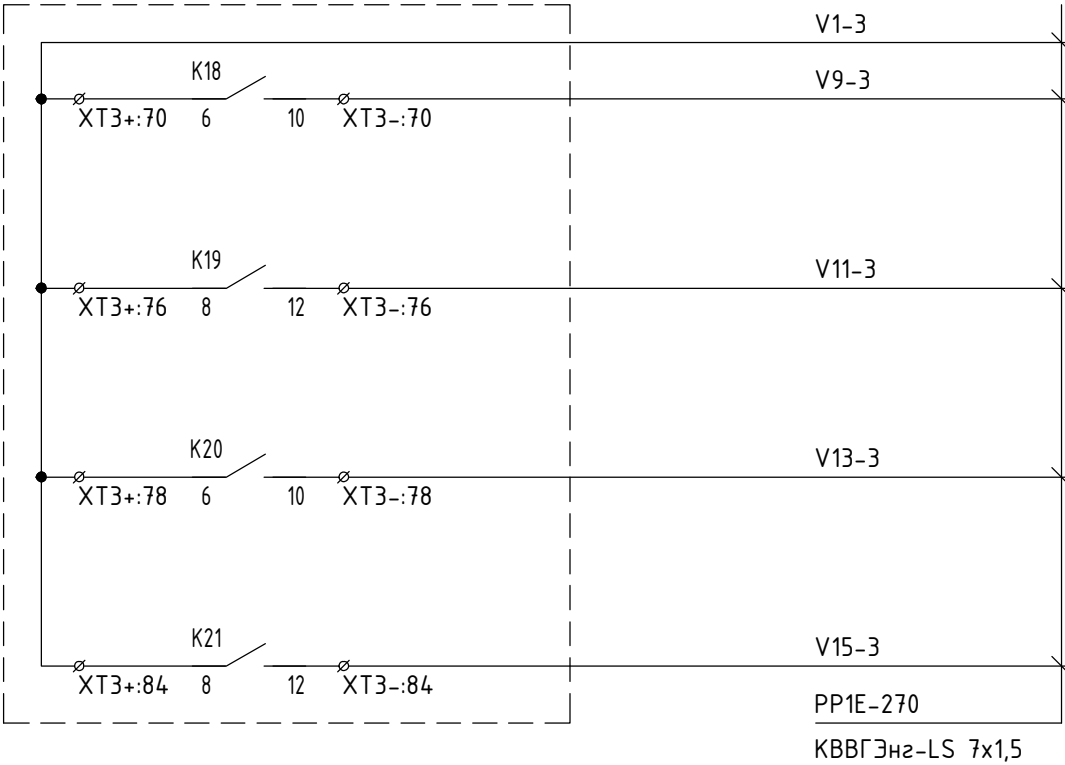 V1-3
K18
V9-3
XT3+:70 6 10 XT3-:70
K19
V11-3
XT3+:76 8 12 XT3-:76
K20
V13-3
XT3+:78 6 10 XT3-:78
K21
V15-3
XT3+:84 8 12 XT3-:84
PP1E-270
КВВГЭнг-LS 7х1,5